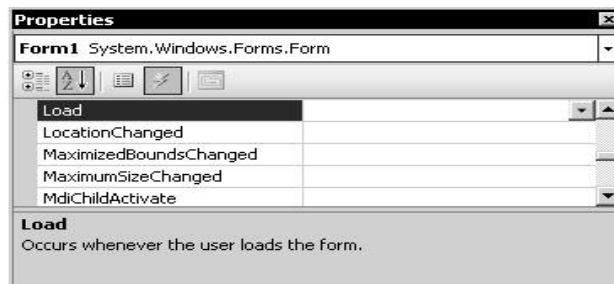 Properties
Form1 System.Windows.Forms.Form
Load
LocationChanged
MaximizedBoundsChanged
MaximumSizeChanged
MdiChildActivate
Load
Occurs whenever the user loads the form.